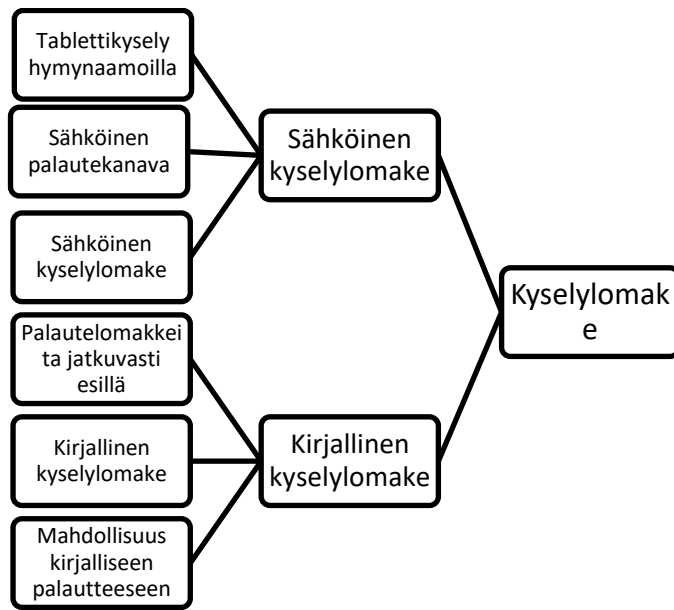 Tablettikysely
hymynaamoilla
Sähköinen
palautekanava
Sähköinen
kyselylomake
Palautelomakkei
ta jatkuvasti
esillä
Kirjallinen
kyselylomake
Mahdollisuus
kirjalliseen
palautteeseen
Sähköinen
kyselylomake
Kirjallinen
kyselylomake
Kyselylomak
e